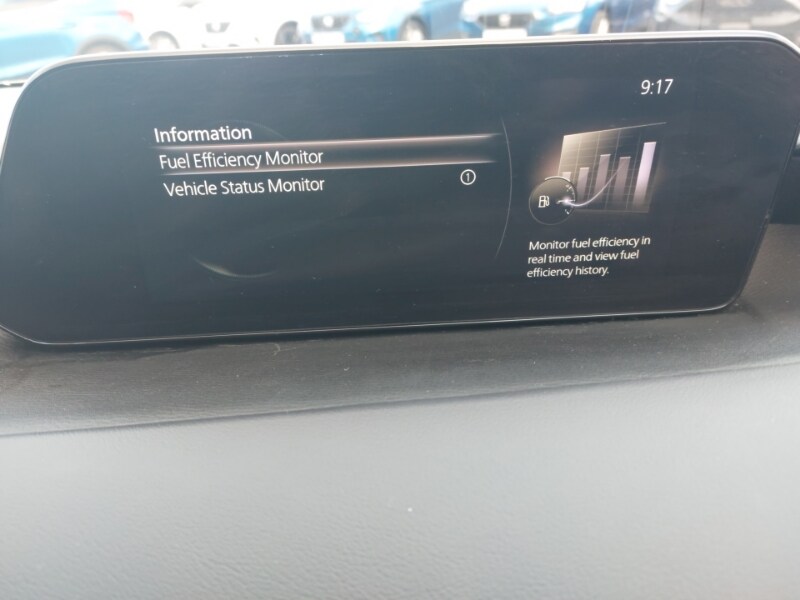 9:17
Information
Fuel Efficiency Monitor
Vehicle Status Monitor 1
Monitor fuel efficiency in
real time and view fuel
efficiency history.